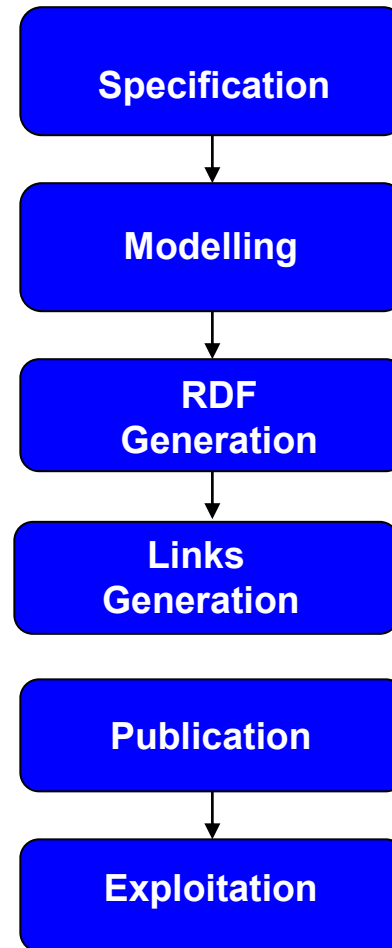 Specification
Modelling
RDF
Generation
Links
Generation
Publication
Exploitation